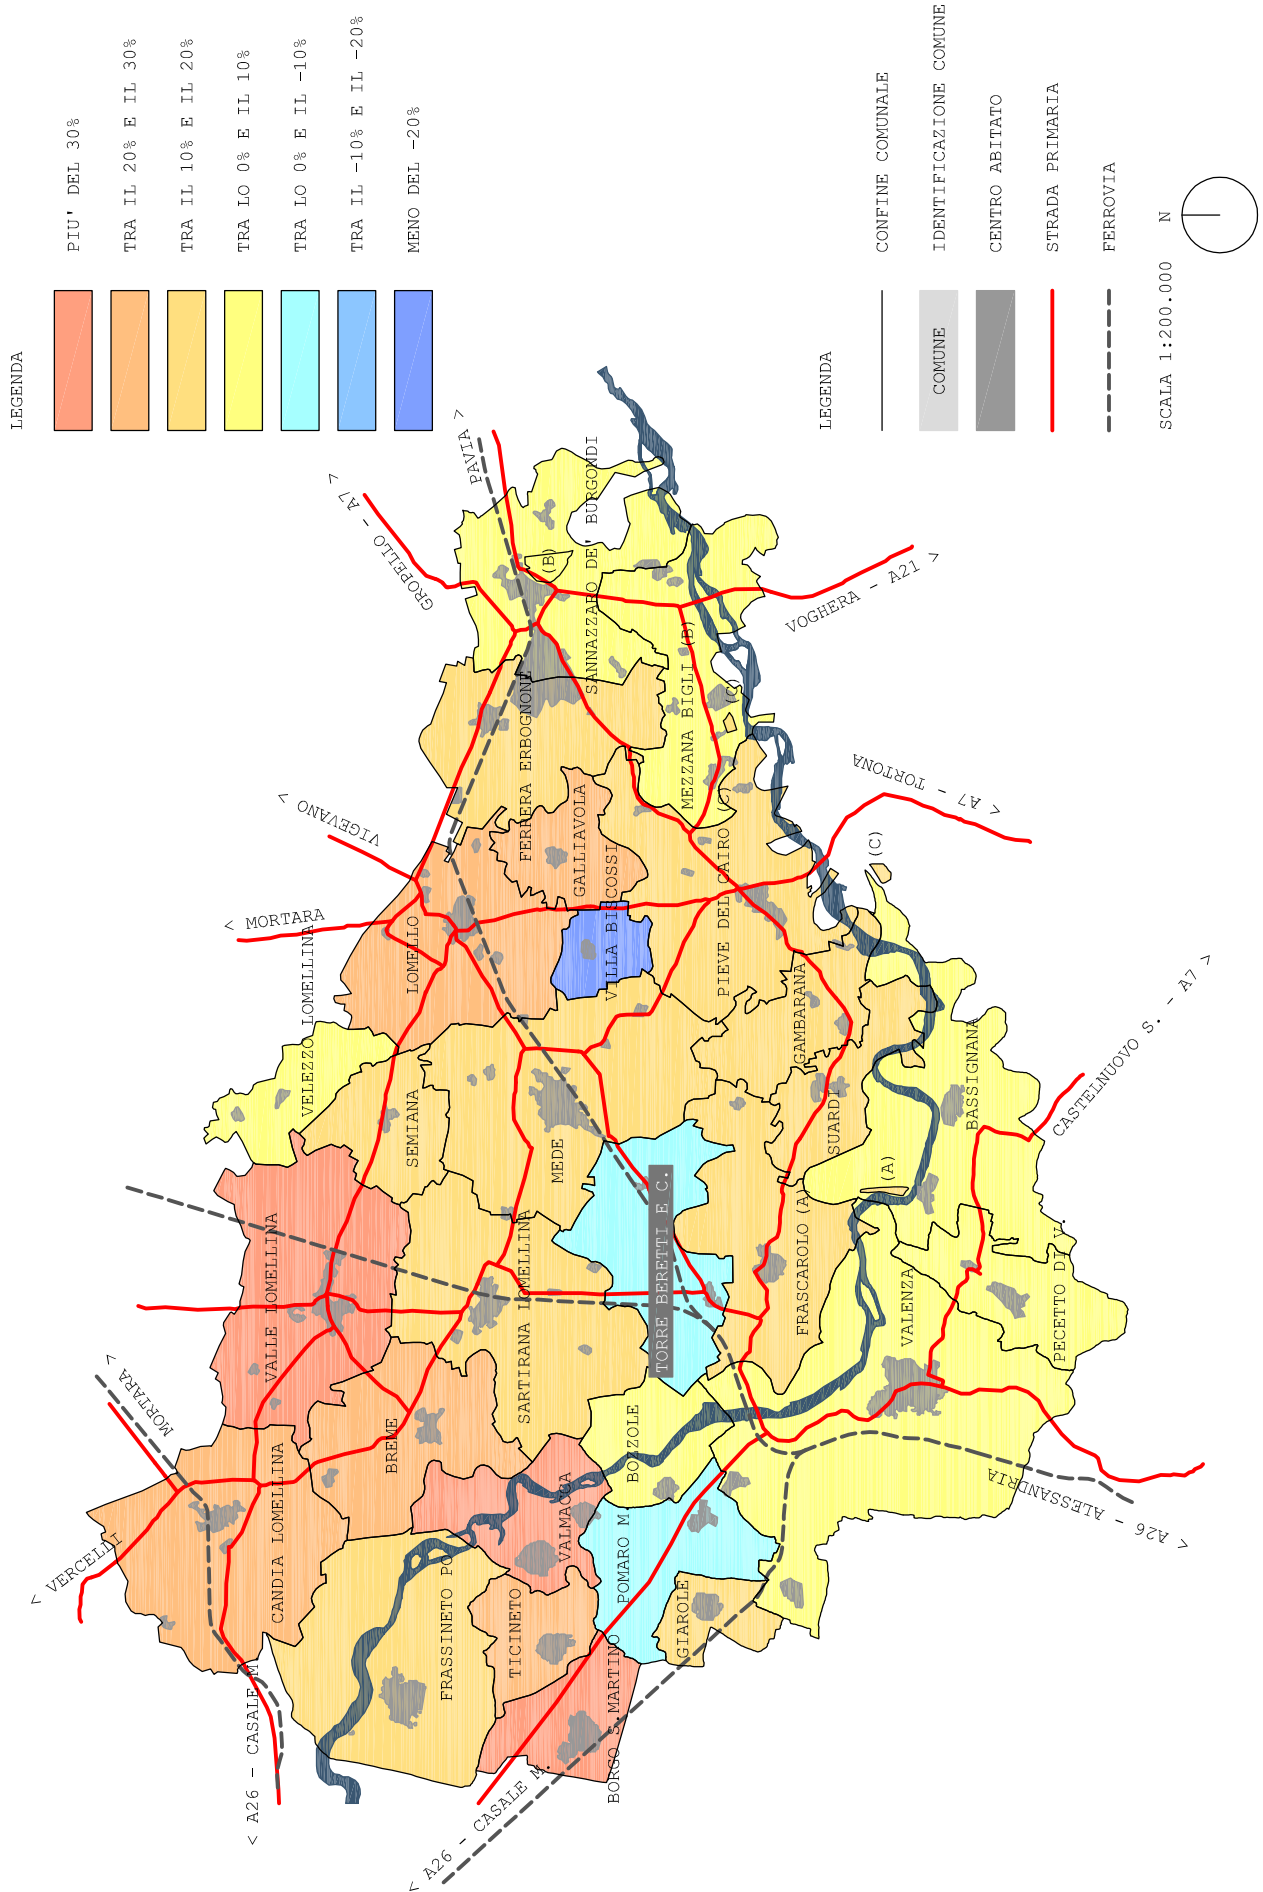 LEGENDA
PIU' DEL 30%
TRA IL 20% E IL 30%
TRA IL 10% E IL 20%
TRA LO 0% E IL 10%
TRA LO 0% E IL -10%
TRA IL -10% E IL -20%
MENO DEL -20%
LEGENDA
CONFINE COMUNALE
COMUNE
IDENTIFICAZIONE COMUNE
CENTRO ABITATO
STRADA PRIMARIA
FERROVIA
SCALA 1:200.000
N
< VERCELLI
MORTARA >
< MORTARA
VIGEVANO >
GROPELLO - A7 >
PAVIA >
VOGHERA - A21 >
< A7 - TORTONA
CASTELNUOVO S. - A7 >
< A26 - ALESSANDRIA
< A26 - CASALE M.
< A26 - CASALE M.
VELEZZO LOMELLINA
VALLE LOMELLINA
CANDIA LOMELLINA
BREME
SEMIANA
LOMELLO
FRASSINETO PO
TICINETO
SARTIRANA LOMELLINA
FERRERA ERBOGNONE
MEDE
VALMACCA
GALLIAVOLA
SANNAZZARO DE' BURGONDI
(B)
VILLA BISCOSSI
BORGO S.MARTINO
POMARO M.
BOZZOLE
TORRE BERETTI E C.
GIAROLE
MEZZANA BIGLI (B)
PIEVE DEL CAIRO (C)
(C)
GAMBARANA
FRASCAROLO (A)
SUARDI
(C)
(A)
VALENZA
BASSIGNANA
PECETTO DI V.